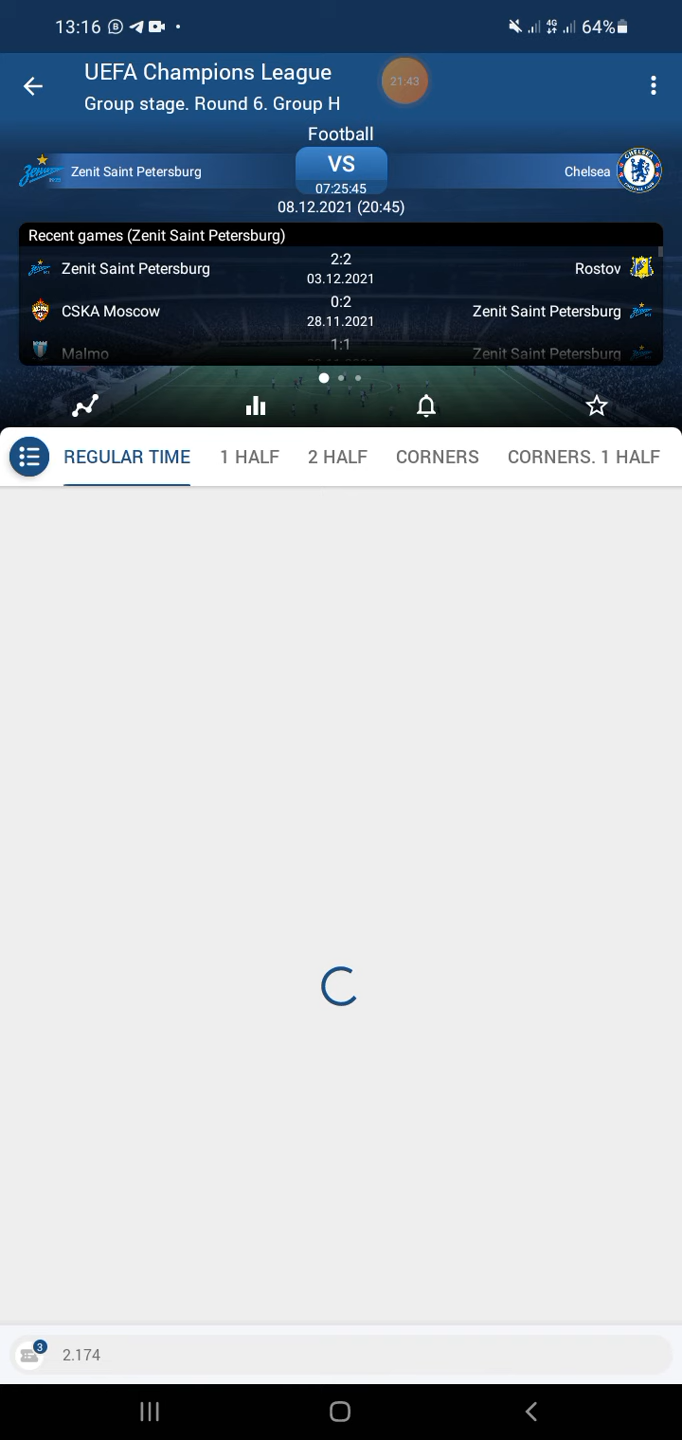 13:16 64%
UEFA Champions League
21:43
Group stage. Round 6. Group H
Football
Zenit Saint Petersburg VS Chelsea
07:25:45
08.12.2021 (20:45)
Recent games (Zenit Saint Petersburg)
Zenit Saint Petersburg 2:2 Rostov
03.12.2021
CSKA Moscow 0:2 Zenit Saint Petersburg
28.11.2021
Malmo 1:1 Zenit Saint Petersburg
REGULAR TIME 1 HALF 2 HALF CORNERS CORNERS. 1 HALF
3
2.174